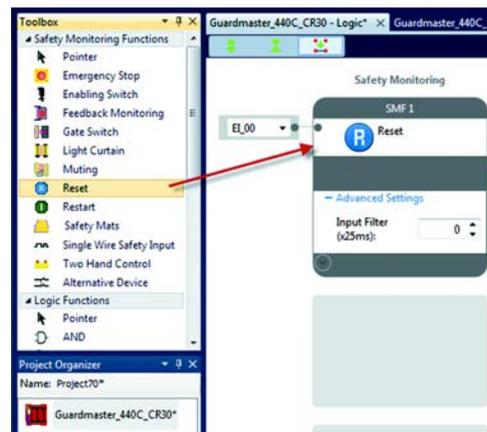 Toolbox
Safety Monitoring Functions
Pointer
Emergency Stop
Enabling Switch
Feedback Monitoring
Gate Switch
Light Curtain
Muting
Reset
Restart
Safety Mats
Single Wire Safety Input
Two Hand Control
Alternative Device
Logic Functions
Pointer
AND
Project Organizer
Name: Project70*
Guardmaster_440C_CR30*
Guardmaster_440C_CR30 - Logic*
Guardmaster_440C_
Safety Monitoring
SMF 1
EI_00
R
Reset
Advanced Settings
Input Filter
(x25ms):
0